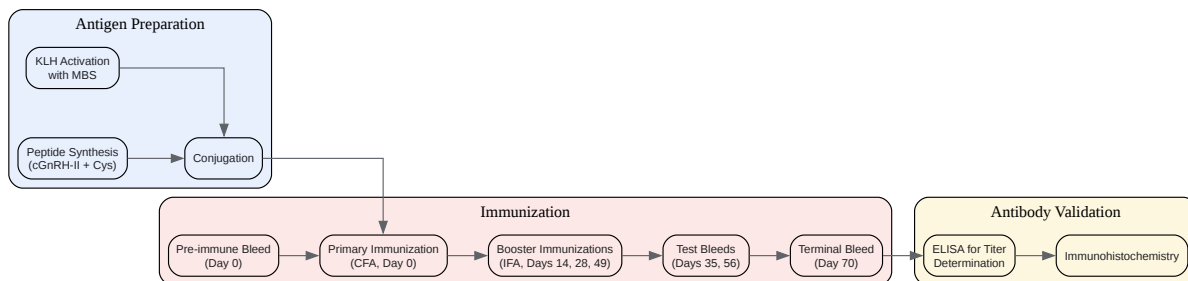 Antigen Preparation
KLH Activation
with MBS
Peptide Synthesis
(cGnRH-II + Cys)
Conjugation
Immunization
Pre-immune Bleed
(Day 0)
Primary Immunization
(CFA, Day 0)
Booster Immunizations
(IFA, Days 14, 28, 49)
Test Bleeds
(Days 35, 56)
Terminal Bleed
(Day 70)
Antibody Validation
ELISA for Titer
Determination
Immunohistochemistry